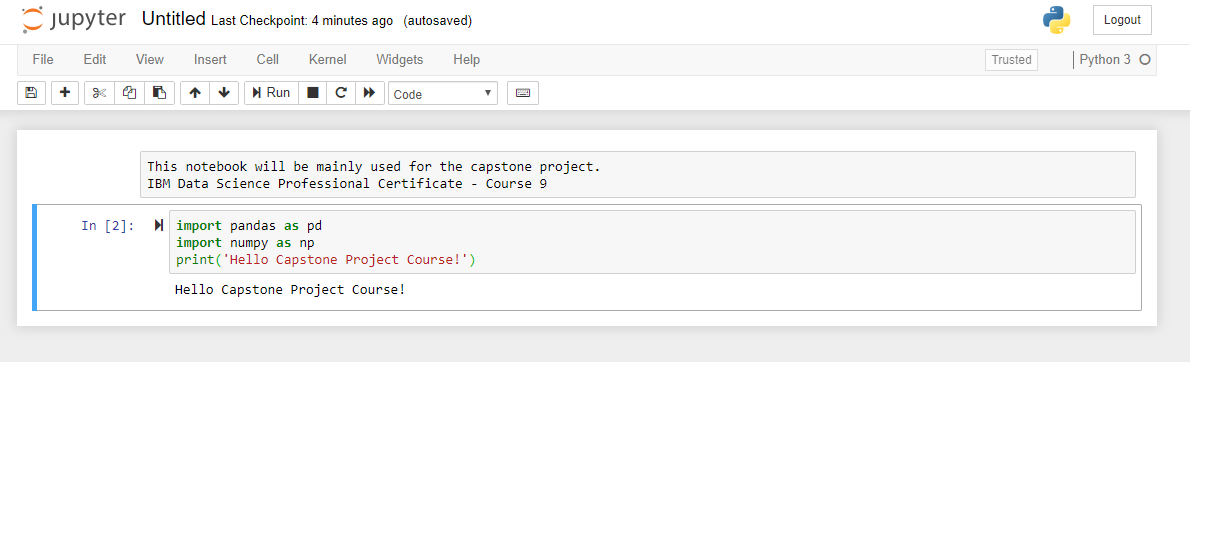 jupyter Untitled Last Checkpoint: 4 minutes ago (autosaved) Logout
File Edit View Insert Cell Kernel Widgets Help Trusted Python 3
Run Code
This notebook will be mainly used for the capstone project.
IBM Data Science Professional Certificate - Course 9
In [2]: import pandas as pd
import numpy as np
print('Hello Capstone Project Course!')
Hello Capstone Project Course!